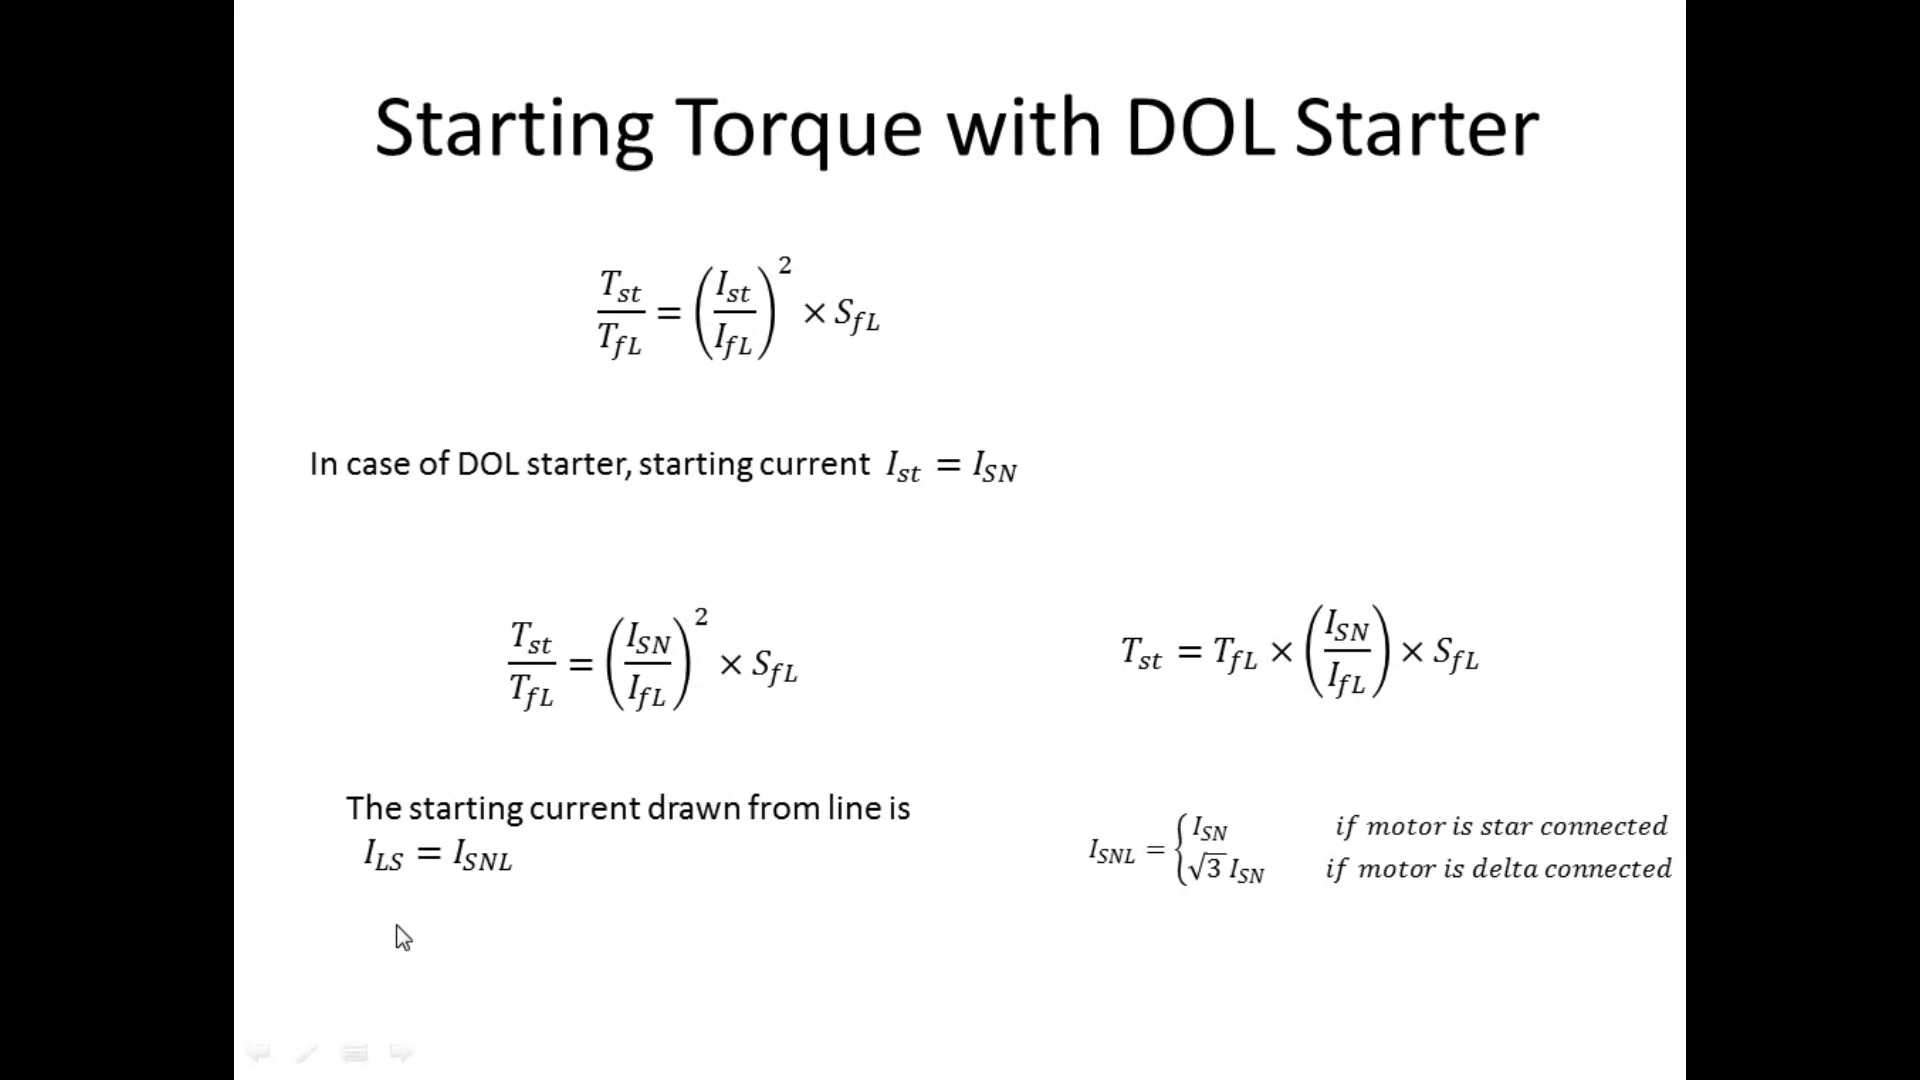 Starting Torque with DOL Starter
T_st / T_fL = (I_st / I_fL)^2 × S_fL
In case of DOL starter, starting current I_st = I_SN
T_st / T_fL = (I_SN / I_fL)^2 × S_fL
T_st = T_fL × (I_SN / I_fL) × S_fL
The starting current drawn from line is
I_LS = I_SNL
I_SNL = { I_SN if motor is star connected
√3 I_SN if motor is delta connected